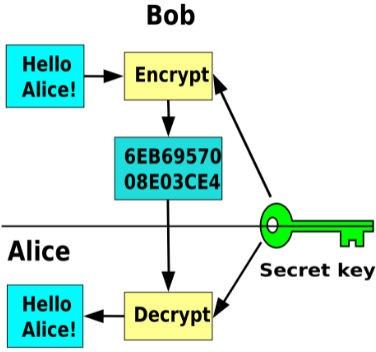 Bob
Hello
Alice!
Encrypt
6EB69570
08E03CE4
Alice
Secret key
Hello
Alice!
Decrypt